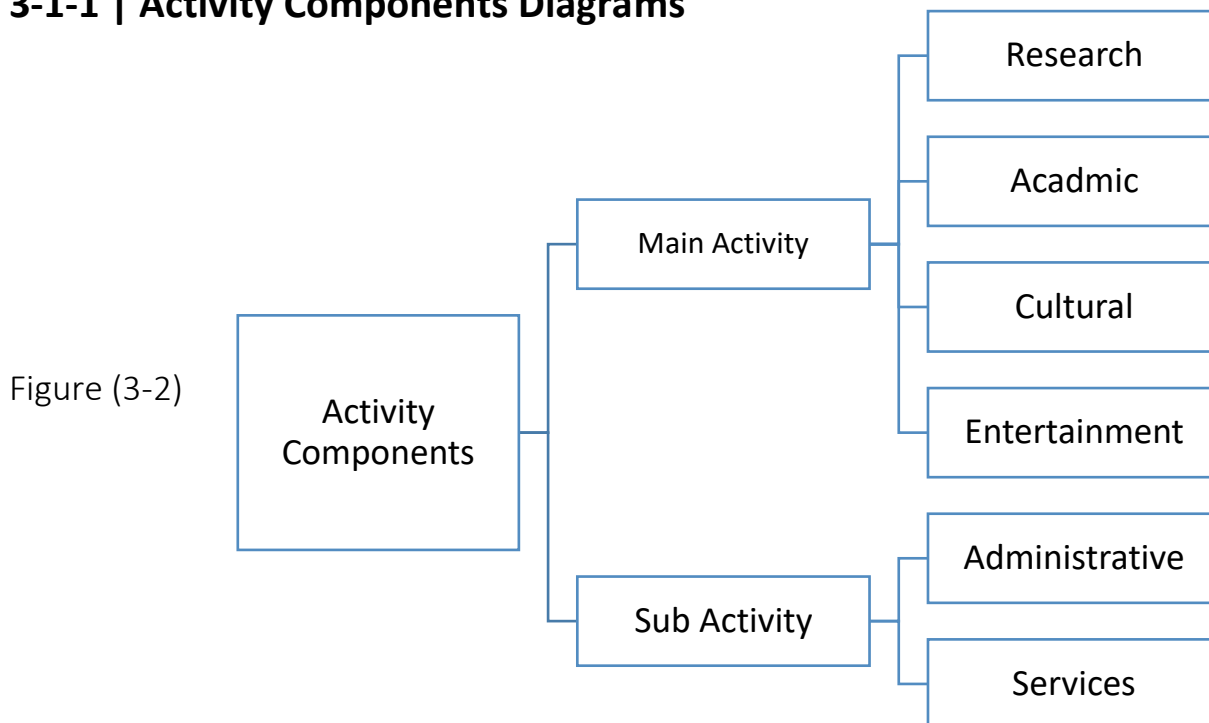 3-1-1 | Activity Components Diagrams
Research
Acadmic
Main Activity
Cultural
Figure (3-2)
Activity
Components
Entertainment
Administrative
Sub Activity
Services